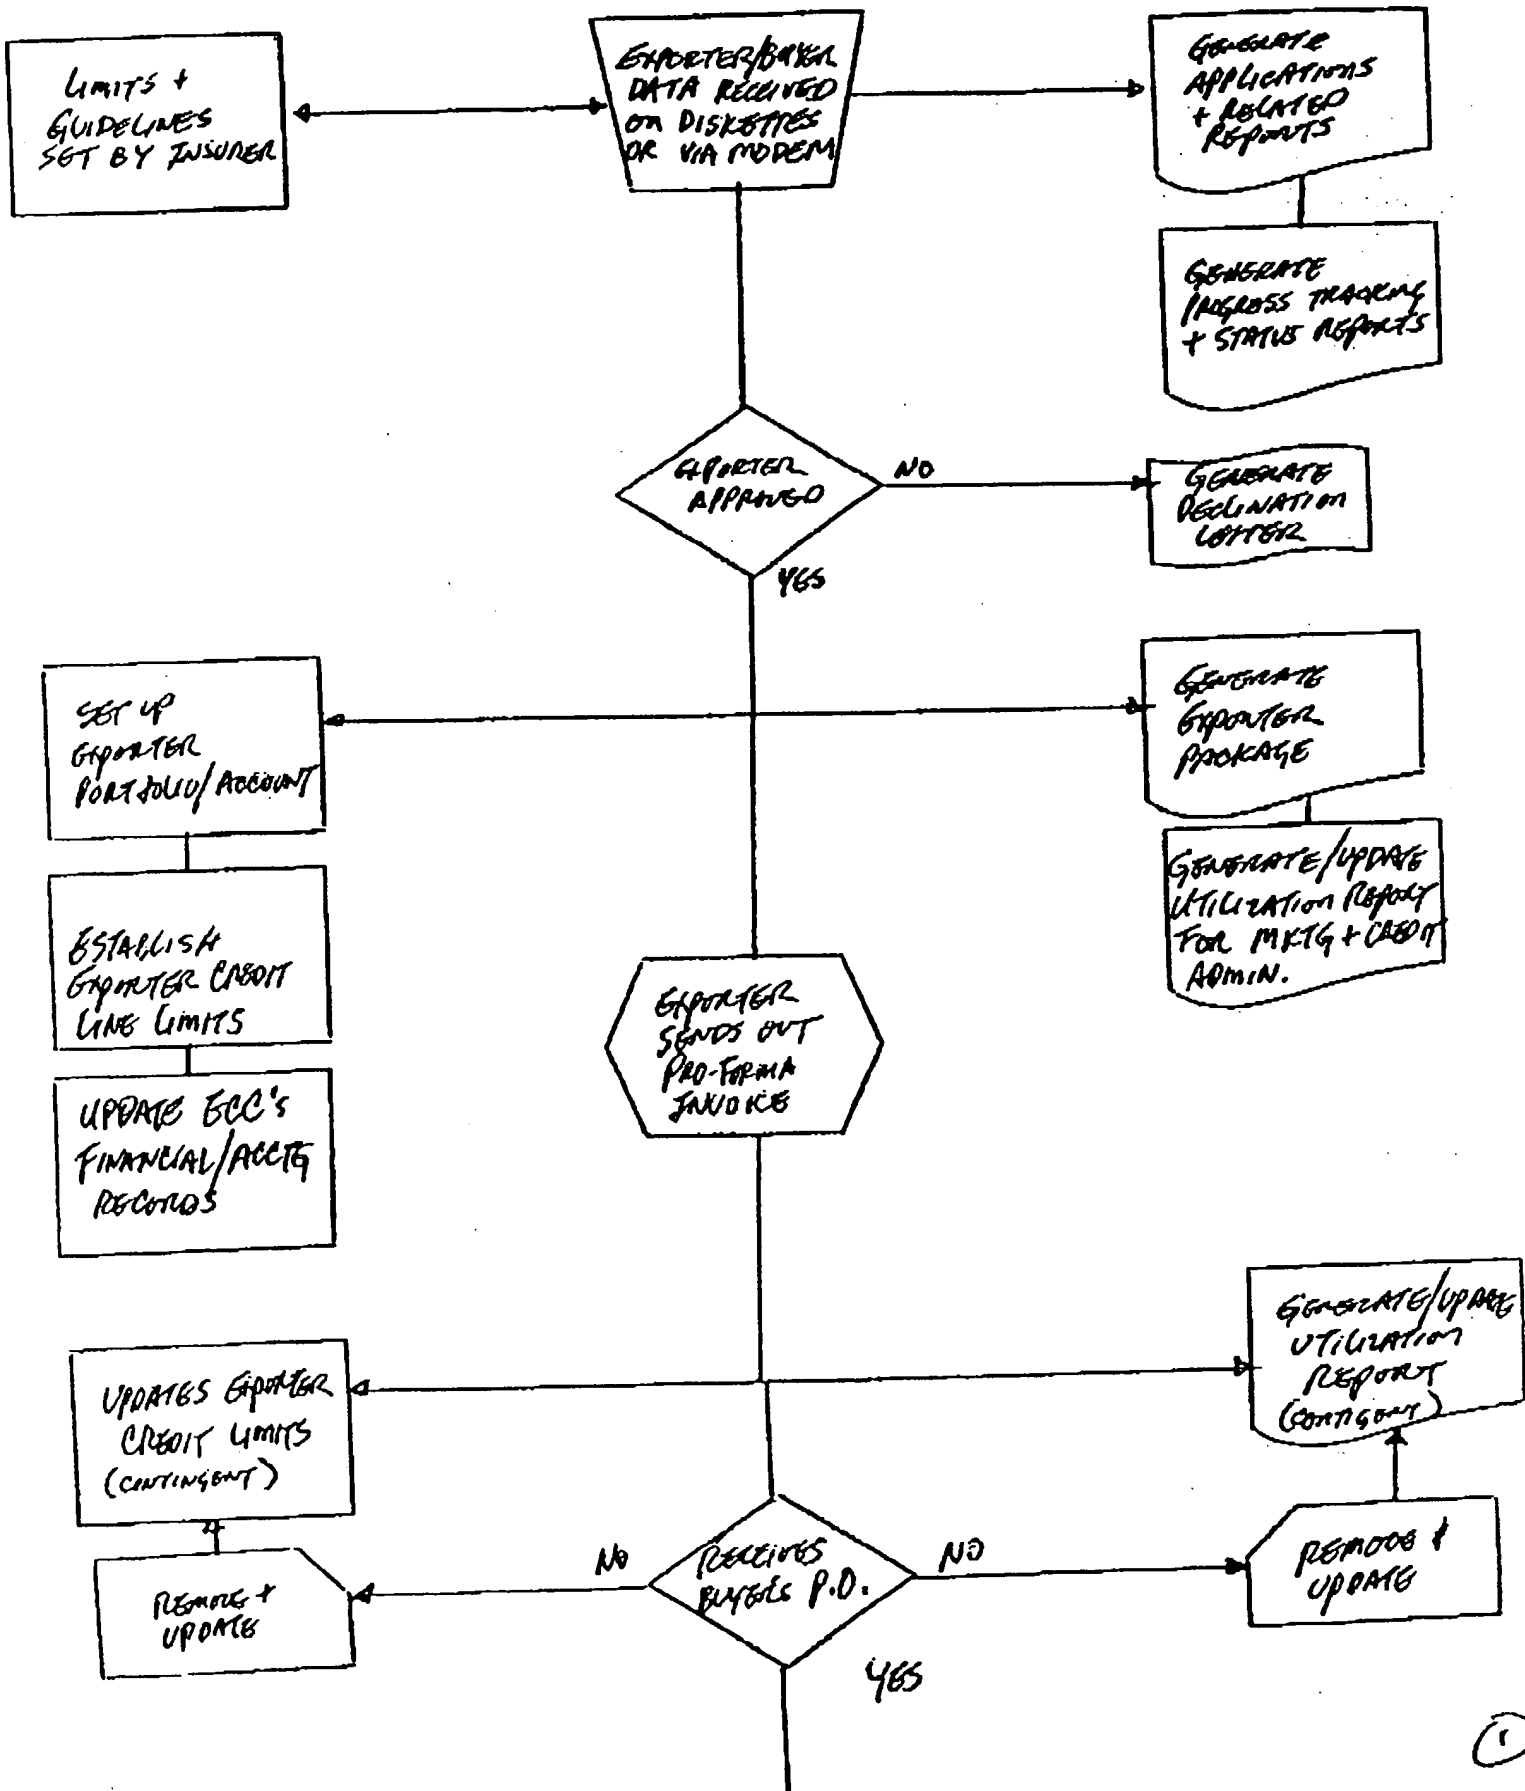 LIMITS +
GUIDELINES
SET BY INSURER
EXPORTER/BUYER
DATA RECEIVED
ON DISKETTES
OR VIA MODEM
GENERATE
APPLICATIONS
+ RELATED
REPORTS
GENERATE
PROGRESS TRACKING
+ STATUS REPORTS
EXPORTER
APPROVED
NO
GENERATE
DECLINATION
LETTER
YES
SET UP
EXPORTER
PORTFOLIO/ACCOUNT
GENERATE
EXPORTER
PACKAGE
ESTABLISH
EXPORTER CREDIT
LINE LIMITS
GENERATE/UPDATE
UTILIZATION REPORT
FOR MKTG + CREDIT
ADMIN.
EXPORTER
SENDS OUT
PRO-FORMA
INVOICE
UPDATE ECC's
FINANCIAL/ACCTG
RECORDS
UPDATES EXPORTER
CREDIT LIMITS
(CONTINGENT)
GENERATE/UPDATE
UTILIZATION
REPORT
(CONTIGENT)
REMOVE +
UPDATE
NO
RECEIVES
BUYER'S P.O.
NO
REMOVE +
UPDATE
YES
1